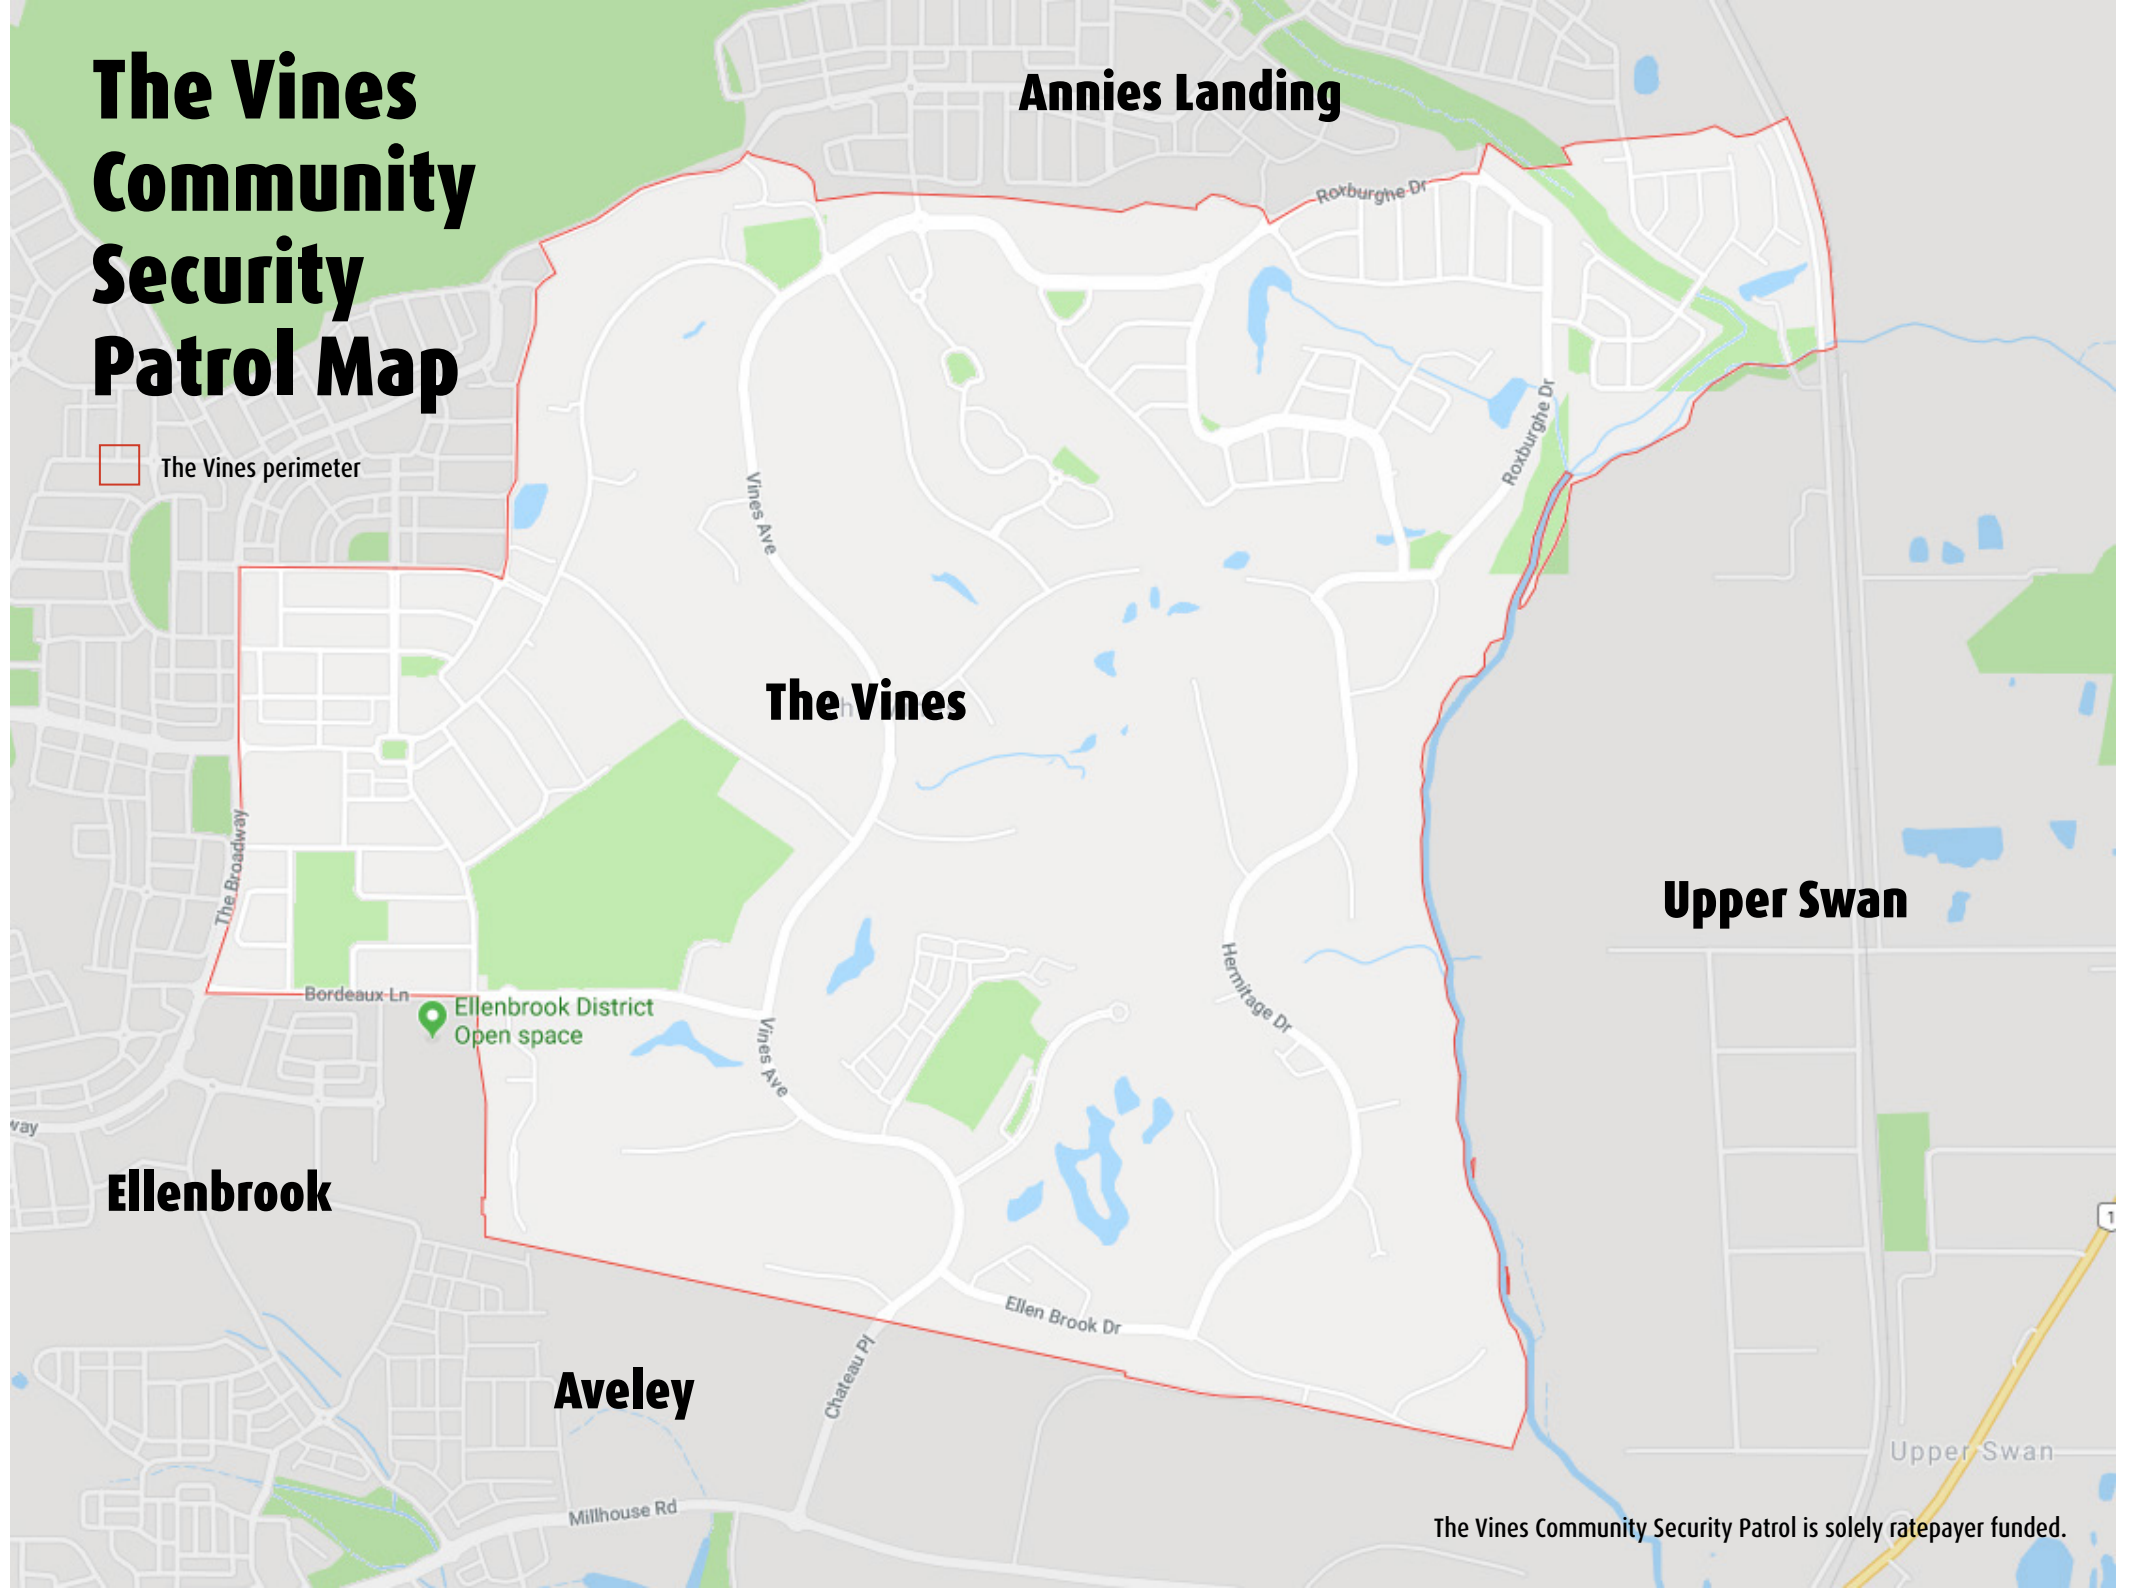 The Vines
Community
Security
Patrol Map
The Vines perimeter
Annies Landing
Roxburghe Dr
Roxburghe Dr
Vines Ave
The Vines
The Broadway
Upper Swan
Bordeaux Ln
Ellenbrook District
Open space
Hermitage Dr
Vines Ave
way
Ellenbrook
1
Ellen Brook Dr
Chateau Pl
Aveley
Upper Swan
Millhouse Rd
The Vines Community Security Patrol is solely ratepayer funded.